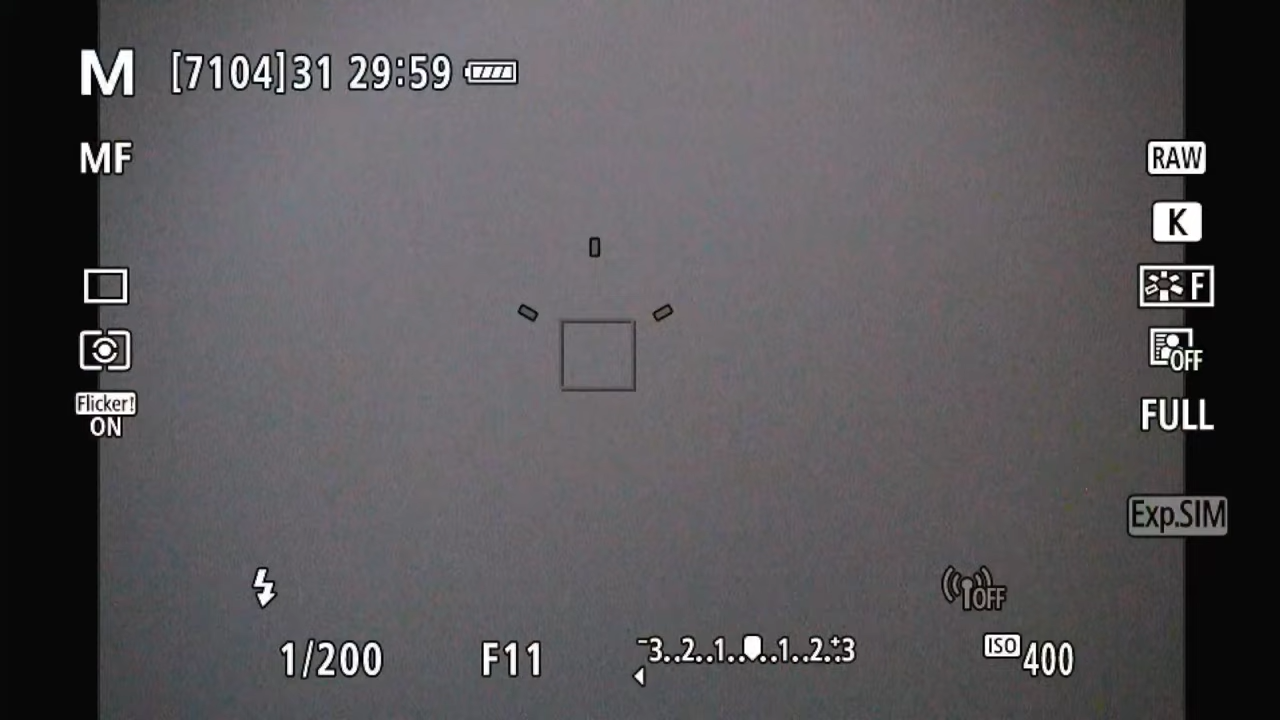 M [7104]31 29:59
MF
RAW
K
F
OFF
FULL
Flicker!
ON
Exp.SIM
OFF
1/200 F11 -3..2..1....1..2.:+3 ISO 400